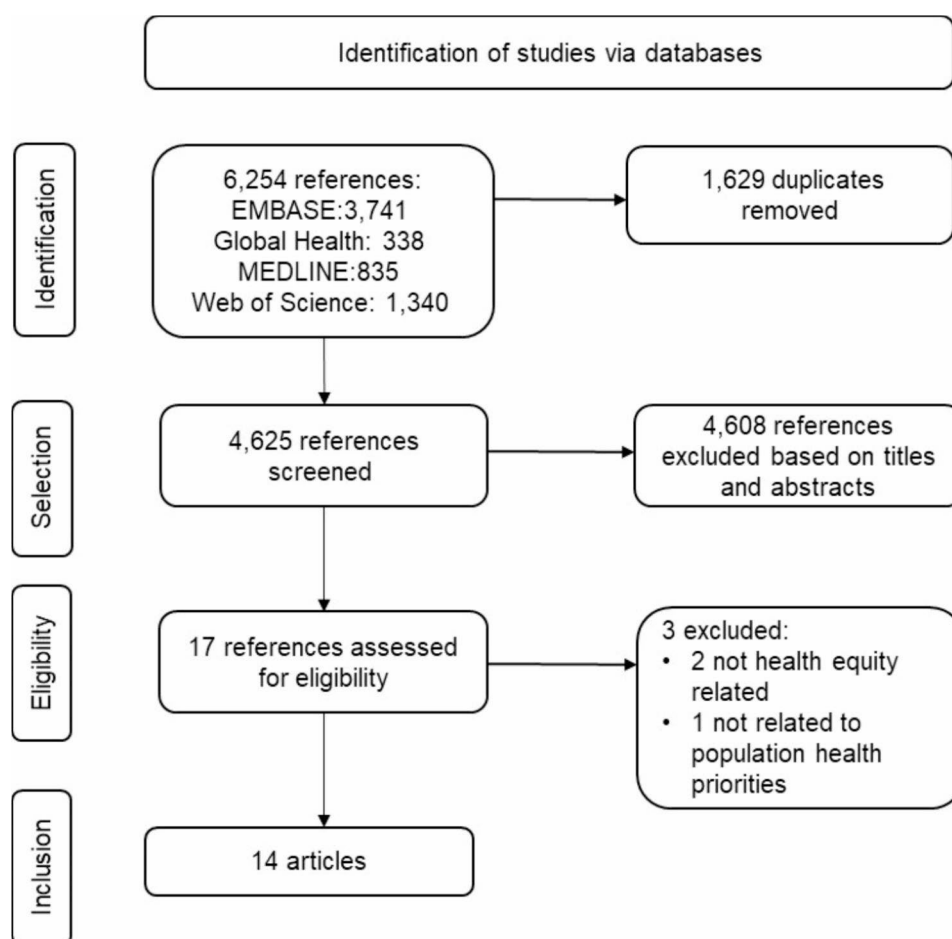 Identification of studies via databases
Identification
6,254 references:
EMBASE:3,741
Global Health: 338
MEDLINE:835
Web of Science: 1,340
1,629 duplicates
removed
Selection
4,625 references
screened
4,608 references
excluded based on titles
and abstracts
Eligibility
17 references assessed
for eligibility
3 excluded:
• 2 not health equity
related
• 1 not related to
population health
priorities
Inclusion
14 articles